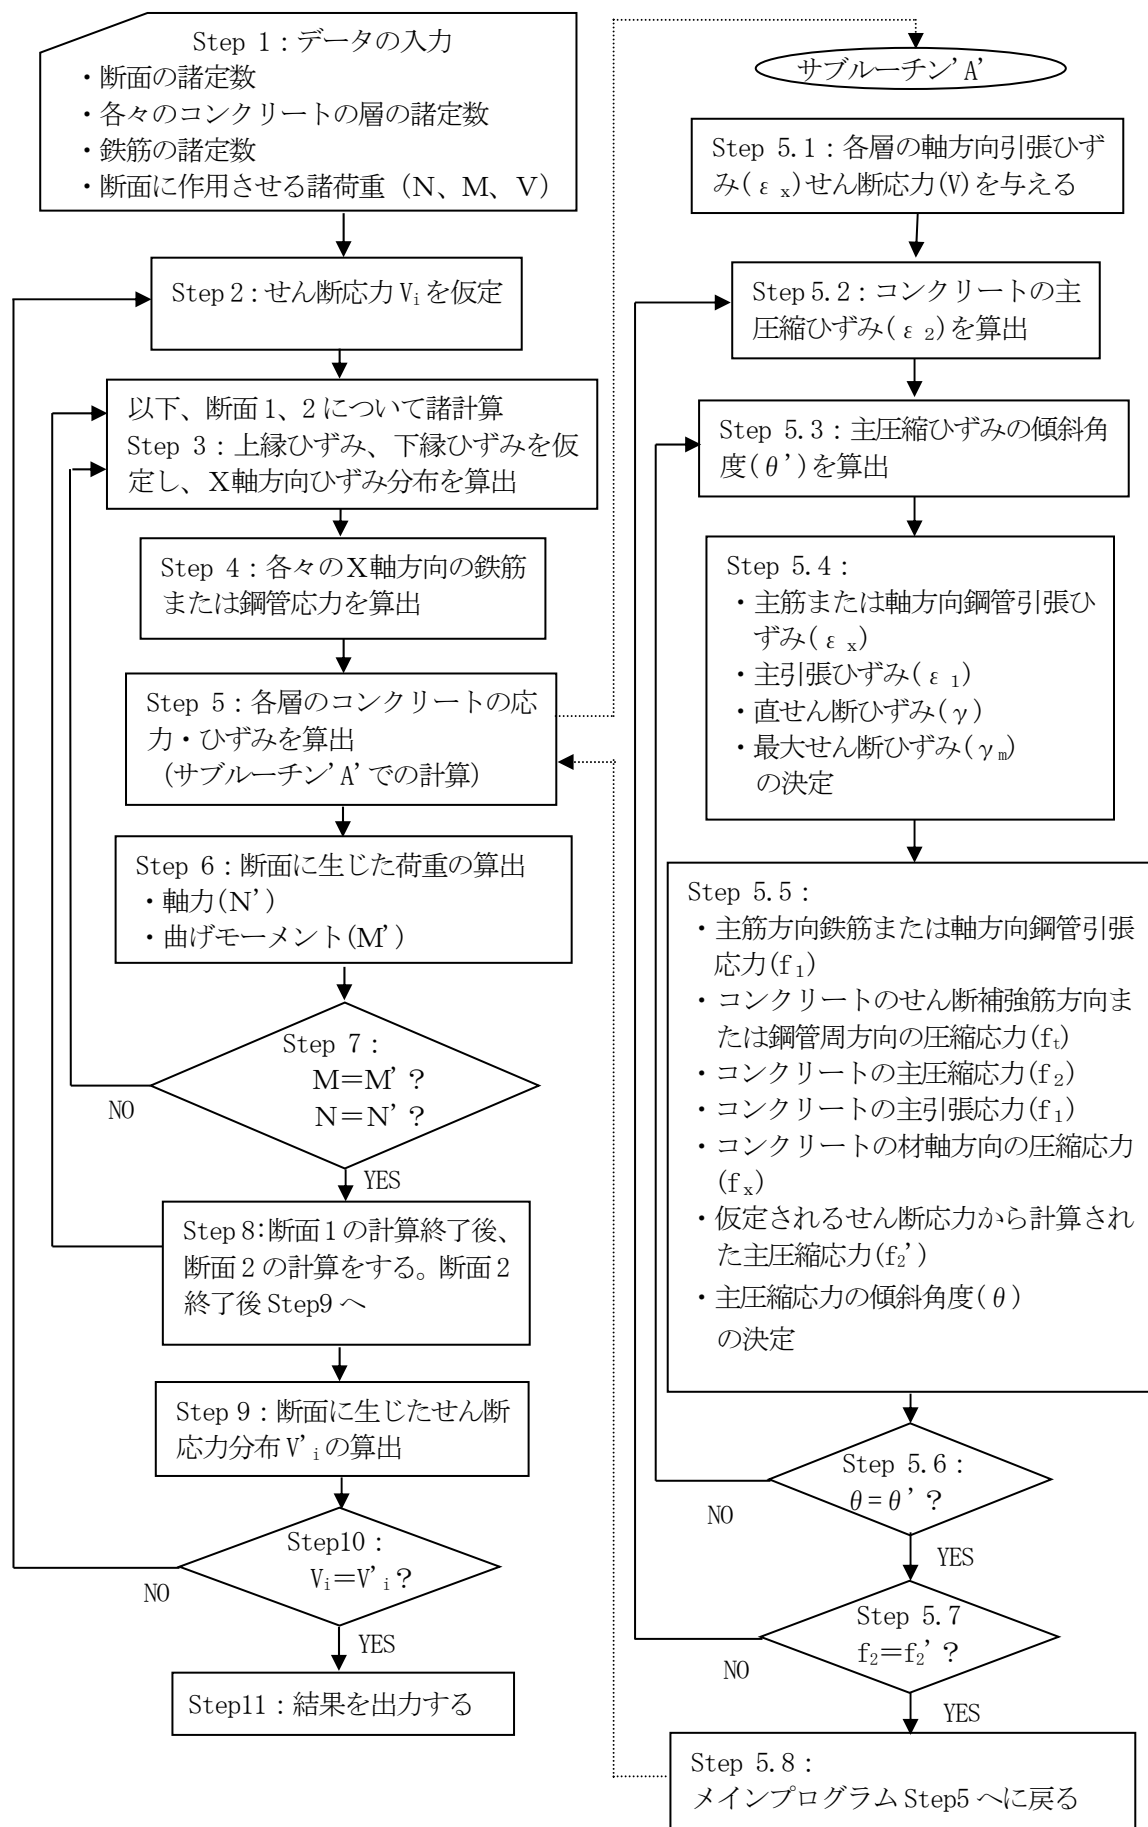 Step 1：データの入力
・断面の諸定数
・各々のコンクリートの層の諸定数
・鉄筋の諸定数
・断面に作用させる諸荷重（N、M、V）
Step 2：せん断応力 Viを仮定
以下、断面1、2について諸計算
Step 3：上縁ひずみ、下縁ひずみを仮
定し、X軸方向ひずみ分布を算出
Step 4：各々のX軸方向の鉄筋
または鋼管応力を算出
Step 5：各層のコンクリートの応
力・ひずみを算出
（サブルーチン’A’での計算）
Step 6：断面に生じた荷重の算出
・軸力(N’)
・曲げモーメント(M’)
Step 7：
M＝M’？
N＝N’？
NO
YES
Step 8：断面1の計算終了後、
断面2の計算をする。断面2
終了後 Step9 へ
Step 9：断面に生じたせん断
応力分布 V’iの算出
Step10：
Vi＝V’i？
NO
YES
Step11：結果を出力する
サブルーチン’A’
Step 5.1：各層の軸方向引張ひず
み(εx)せん断応力(V)を与える
Step 5.2：コンクリートの主
圧縮ひずみ(ε2)を算出
Step 5.3：主圧縮ひずみの傾斜角
度(θ’)を算出
Step 5.4：
・主筋または軸方向鋼管引張ひ
ずみ(εx)
・主引張ひずみ(ε1)
・直せん断ひずみ(γ)
・最大せん断ひずみ(γm)
の決定
Step 5.5：
・主筋方向鉄筋または軸方向鋼管引張
応力(f1)
・コンクリートのせん断補強筋方向ま
たは鋼管周方向の圧縮応力(ft)
・コンクリートの主圧縮応力(f2)
・コンクリートの主引張応力(f1)
・コンクリートの材軸方向の圧縮応力
(fx)
・仮定されるせん断応力から計算され
た主圧縮応力(f2’)
・主圧縮応力の傾斜角度(θ)
の決定
Step 5.6：
θ=θ’？
NO
YES
Step 5.7
f2＝f2’？
NO
YES
Step 5.8：
メインプログラム Step5 へに戻る